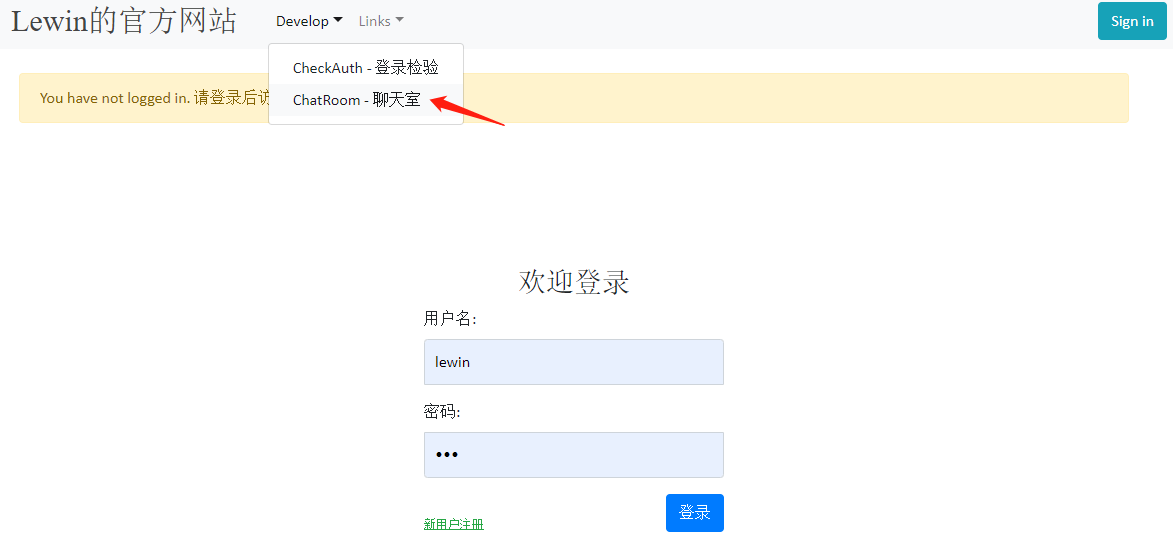 Lewin的官方网站 Develop Links Sign in
CheckAuth - 登录检验
You have not logged in. 请登录后访
ChatRoom - 聊天室
欢迎登录
用户名:
lewin
密码:
新用户注册
登录